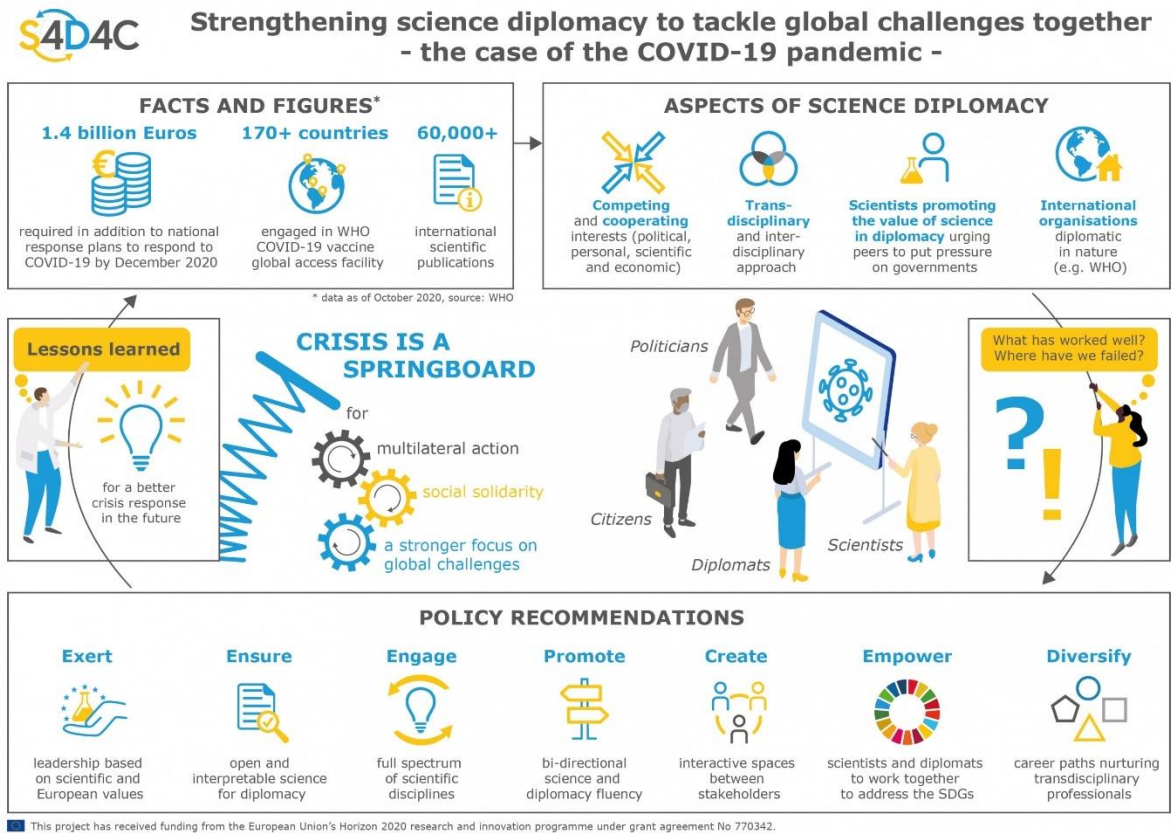 S4D4C
Strengthening science diplomacy to tackle global challenges together
- the case of the COVID-19 pandemic -
FACTS AND FIGURES*
1.4 billion Euros
required in addition to national
response plans to respond to
COVID-19 by December 2020
170+ countries
engaged in WHO
COVID-19 vaccine
global access facility
60,000+
international
scientific
publications
* data as of October 2020, source: WHO
ASPECTS OF SCIENCE DIPLOMACY
Competing
and cooperating
interests (political,
personal, scientific
and economic)
Trans-
disciplinary
and inter-
disciplinary
approach
Scientists promoting
the value of science
in diplomacy urging
peers to put pressure
on governments
International
organisations
diplomatic
in nature
(e.g. WHO)
Lessons learned
for a better
crisis response
in the future
CRISIS IS A
SPRINGBOARD
for
multilateral action
social solidarity
a stronger focus on
global challenges
Politicians
Citizens
Diplomats
Scientists
What has worked well?
Where have we failed?
?
!
POLICY RECOMMENDATIONS
Exert
leadership based
on scientific and
European values
Ensure
open and
interpretable science
for diplomacy
Engage
full spectrum
of scientific
disciplines
Promote
bi-directional
science and
diplomacy fluency
Create
interactive spaces
between
stakeholders
Empower
scientists and diplomats
to work together
to address the SDGs
Diversify
career paths nurturing
transdisciplinary
professionals
This project has received funding from the European Union's Horizon 2020 research and innovation programme under grant agreement No 770342.